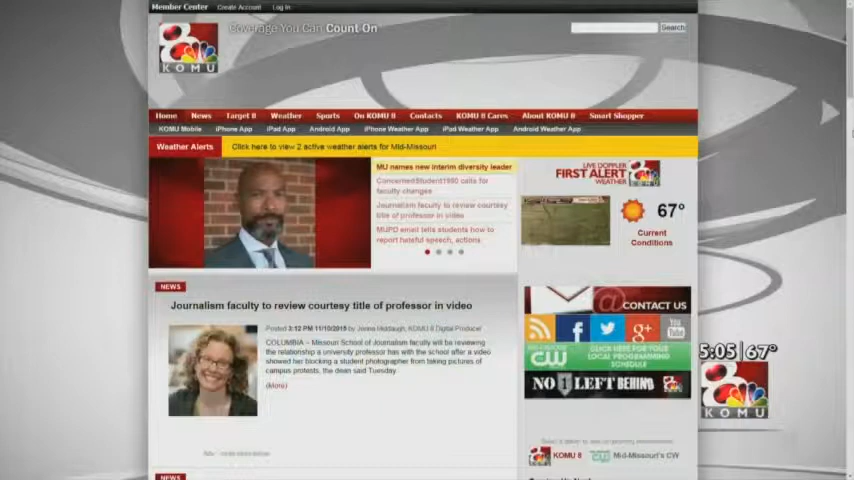 Member Center Create Account Log In
Coverage You Can Count On
Search
KOMU
Home News Target 8 Weather Sports On KOMU 8 Contacts KOMU 8 Cares About KOMU 8 Smart Shopper
KOMU Mobile iPhone App iPad App Android App iPhone Weather App iPad Weather App Android Weather App
Weather Alerts Click here to view 2 active weather alerts for Mid-Missouri
MU names new interim diversity leader
ConcernedStudent1950 calls for
faculty changes
Journalism faculty to review courtesy
title of professor in video
MUPD email tells students how to
report hateful speech, actions
LIVE DOPPLER
FIRST ALERT
WEATHER
67°
Current
Conditions
NEWS
Journalism faculty to review courtesy title of professor in video
Posted 3:12 PM 11/10/2015 by Jenna Middaugh, KOMU 8 Digital Producer
COLUMBIA - Missouri School of Journalism faculty will be reviewing
the relationship a university professor has with the school after a video
showed her blocking a student photographer from taking pictures of
campus protests, the dean said Tuesday.
(More)
CONTACT US
You
Tube
CW
CLICK HERE FOR YOUR
LOCAL PROGRAMMING
SCHEDULE
NO 1 LEFT BEHIND
5:05 67°
KOMU
KOMU 8 Mid-Missouri's CW
NEWS